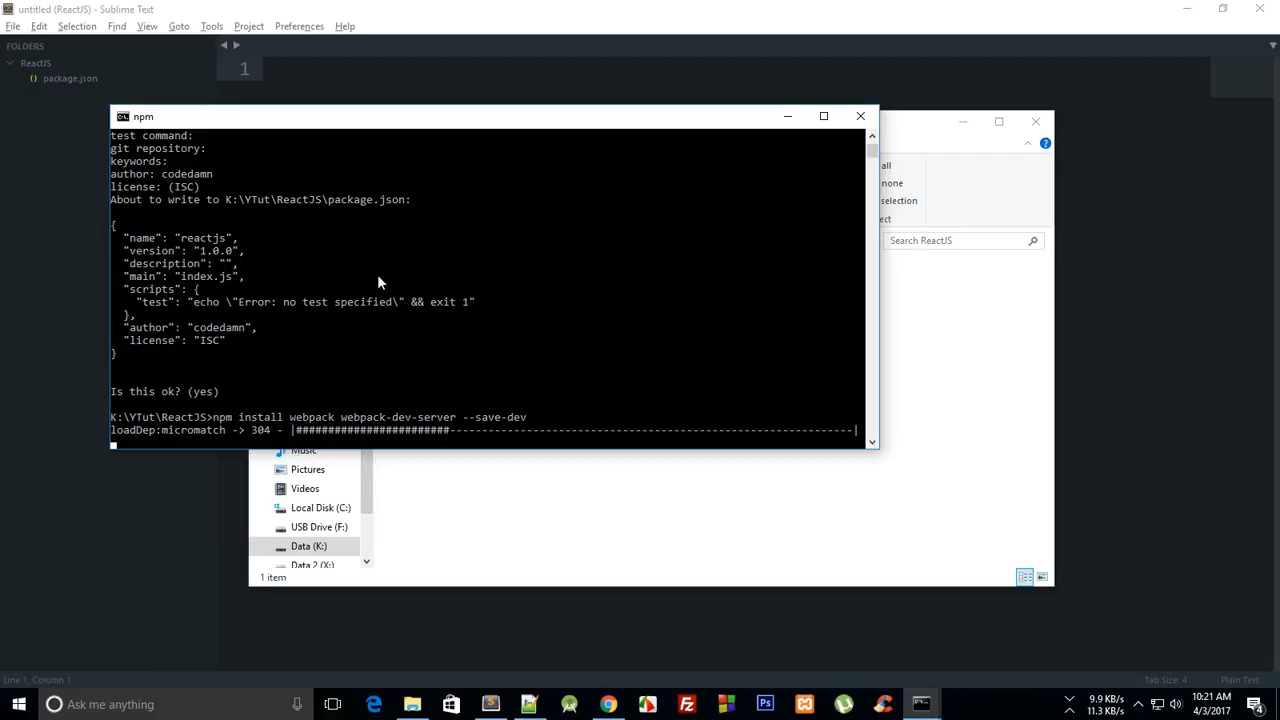 untitled (ReactJS) - Sublime Text
File Edit Selection Find View Goto Tools Project Preferences Help
FOLDERS
ReactJS
package.json
1
npm
test command:
git repository:
keywords:
author: codedamn
license: (ISC)
About to write to K:\YTut\ReactJS\package.json:
{
"name": "reactjs",
"version": "1.0.0",
"description": "",
"main": "index.js",
"scripts": {
"test": "echo \"Error: no test specified\" && exit 1"
},
"author": "codedamn",
"license": "ISC"
}
Is this ok? (yes)
K:\YTut\ReactJS>npm install webpack webpack-dev-server --save-dev
loadDep:micromatch -> 304 - |########################---------------------------------------------------------------|
all
none
selection
ect
Search ReactJS
Music
Pictures
Videos
Local Disk (C:)
USB Drive (F:)
Data (K:)
Data 2 (X:)
1 item
Line 1, Column 1
Tab Size: 4
Plain Text
Ask me anything
9.9 KB/s
11.3 KB/s
10:21 AM
4/3/2017
4